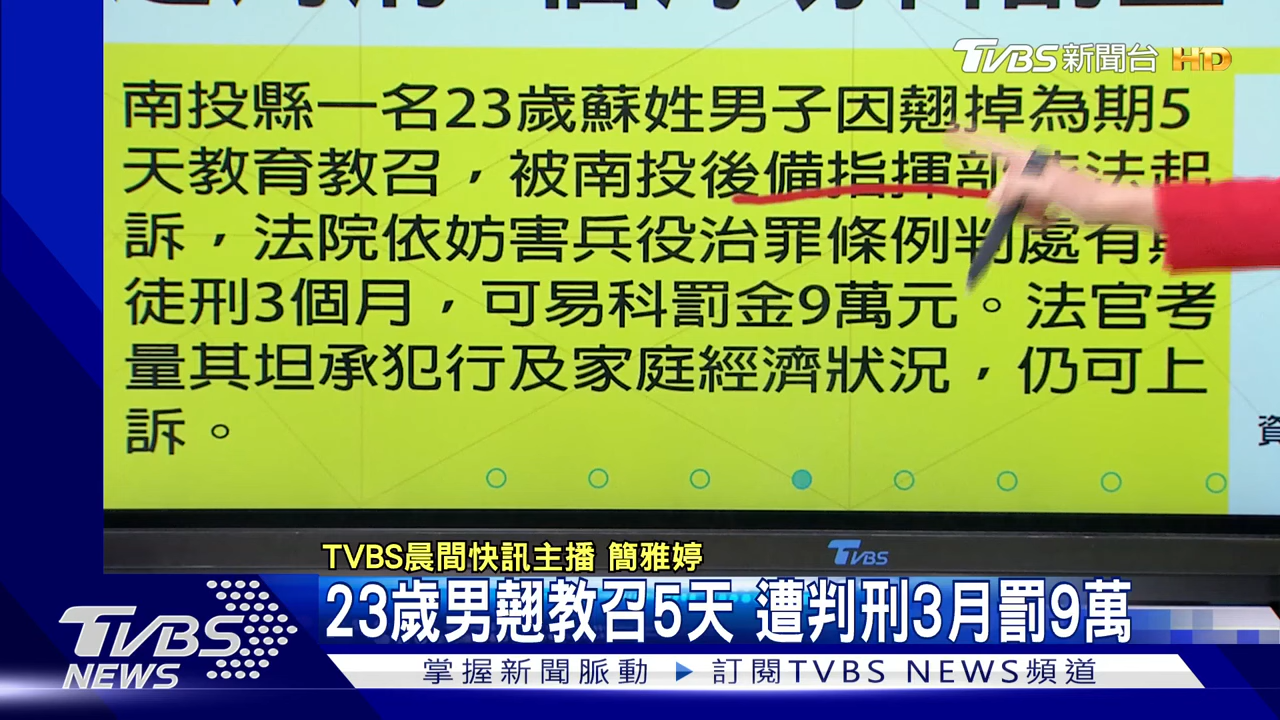 TVBS新聞台 HD
南投縣一名23歲蘇姓男子因翹掉為期5
天教育教召，被南投後備指揮部 法起
訴，法院依妨害兵役治罪條例判處有期
徒刑3個月，可易科罰金9萬元。法官考
量其坦承犯行及家庭經濟狀況，仍可上
訴。
資
TVBS
TVBS晨間快訊主播 簡雅婷
23歲男翹教召5天 遭判刑3月罰9萬
TVBS NEWS
掌握新聞脈動 ▶ 訂閱TVBS NEWS頻道